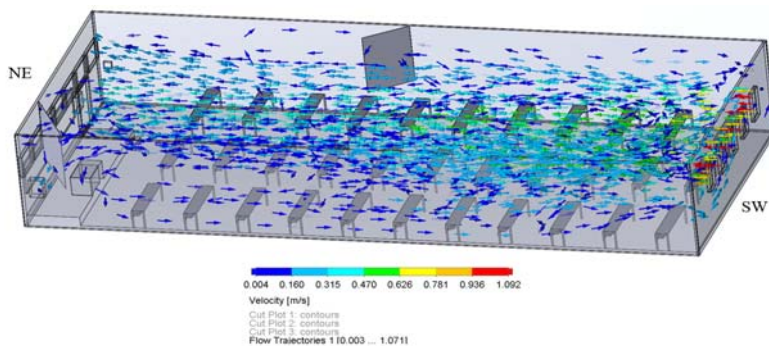 NE
SW
0.004 0.160 0.315 0.470 0.626 0.781 0.936 1.092
Velocity [m/s]
Cut Plot 1: contours
Cut Plot 2: contours
Cut Plot 3: contours
Flow Trajectories 1 [0.003 ... 1.071]